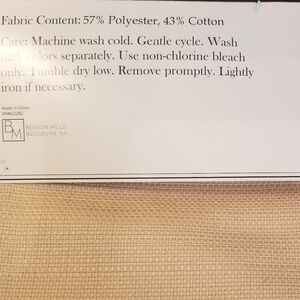 Fabric Content: 57% Polyester, 43% Cotton
Care: Machine wash cold. Gentle cycle. Wash
dark colors separately. Use non-chlorine bleach
only. Tumble dry low. Remove promptly. Lightly
iron if necessary.
Made in China
BM
BENSON MILLS
BROOKLYN, NY